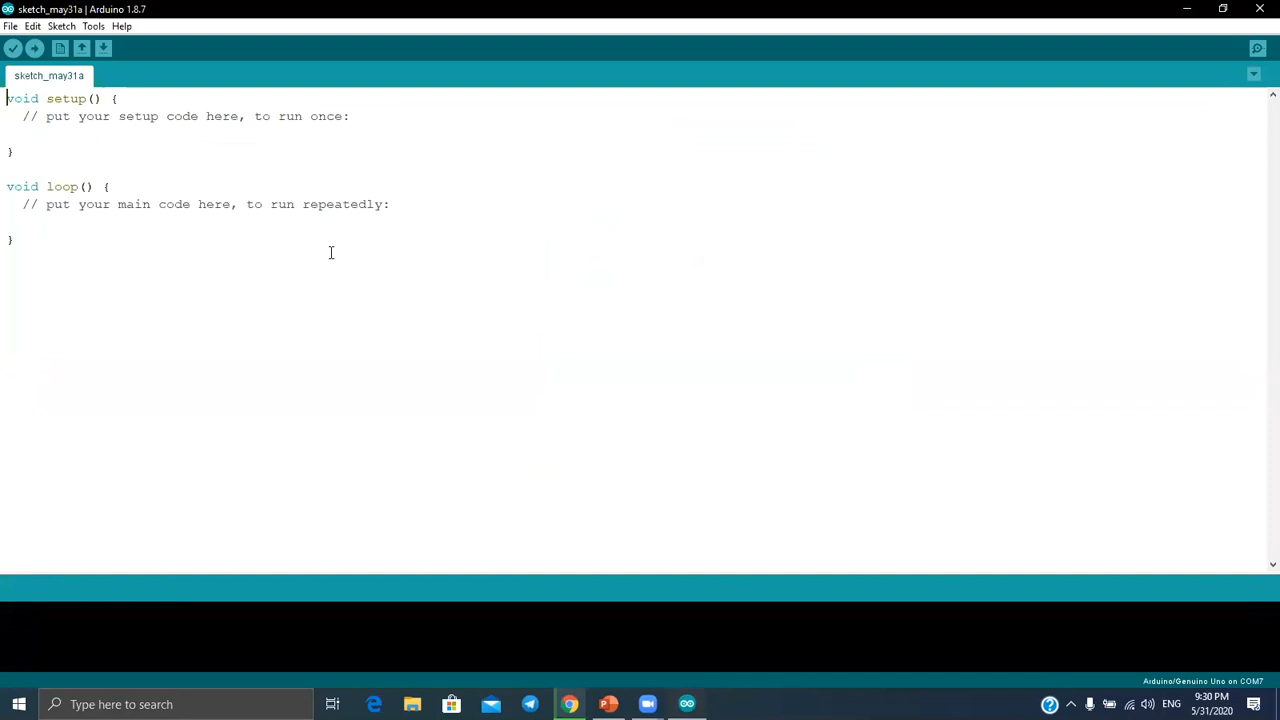 sketch_may31a | Arduino 1.8.7
File Edit Sketch Tools Help
sketch_may31a
void setup() {
// put your setup code here, to run once:
}
void loop() {
// put your main code here, to run repeatedly:
}
Arduino/Genuino Uno on COM7
Type here to search
ENG
9:30 PM
5/31/2020